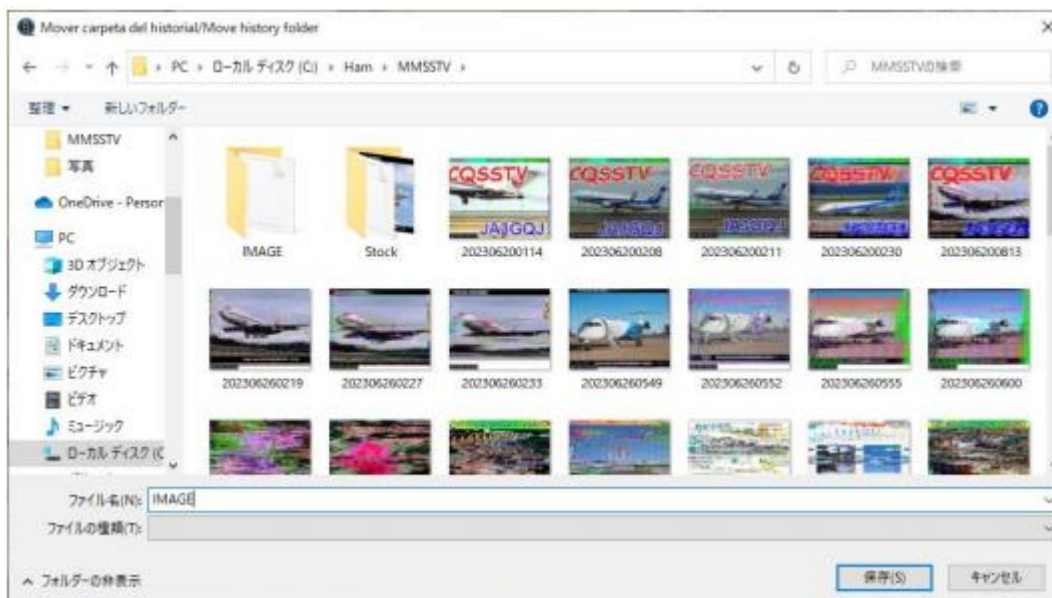 Mover carpeta del historial/Move history folder
PC › ローカル ディスク (C:) › Ham › MMSSTV ›
MMSSTVの検索
整理 新しいフォルダー
MMSSTV
写真
OneDrive - Person
PC
3D オブジェクト
ダウンロード
デスクトップ
ドキュメント
ピクチャ
ビデオ
ミュージック
ローカル ディスク (C
CQSSTV CQSSTV CQSSTV CQSSTV CQSSTV
JA1GQJ JA1GQJ JA1GQJ
IMAGE Stock 202306200114 202306200208 202306200211 202306200230 202306200813
202306260219 202306260227 202306260233 202306260549 202306260552 202306260555 202306260600
ファイル名(N): IMAGE
ファイルの種類(T):
フォルダーの非表示
保存(S) キャンセル